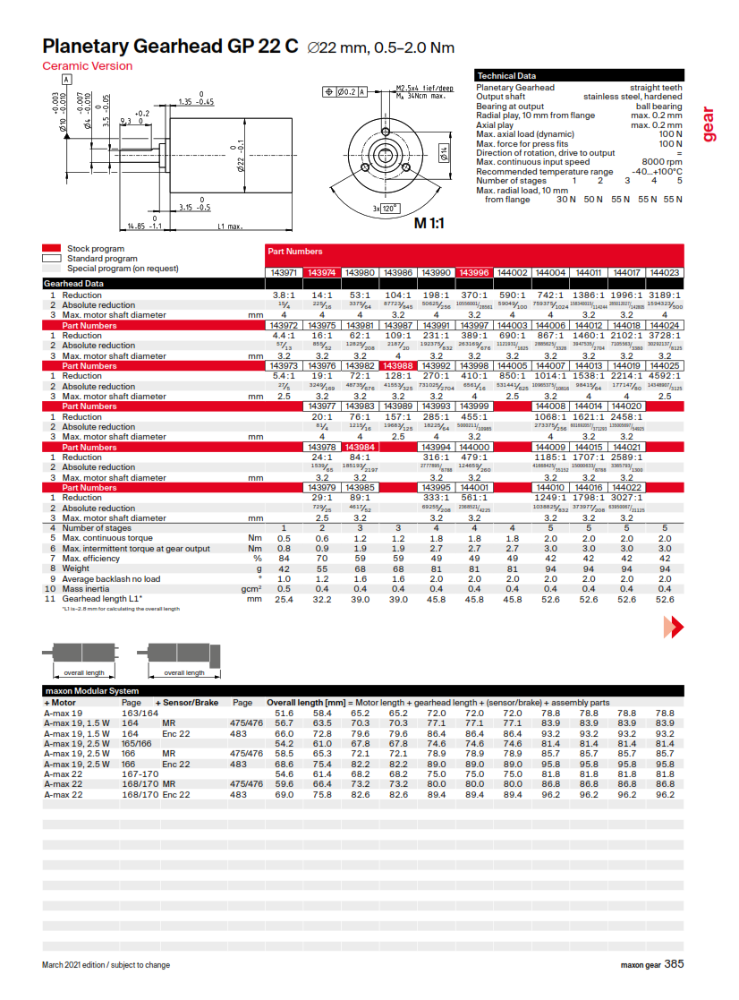 Planetary Gearhead GP 22 C ∅22 mm, 0.5–2.0 Nm
Ceramic Version
A
+0.003
∅10 -0.010
-0.007
∅4 -0.010
0
3.5 -0.05
+0.2
9.3 0
0
1.35 -0.45
0
∅22 -0.1
0
3.15 -0.5
0
14.85 -1.1
L1 max.
∅0.2 A
M2.5x4 tief/deep
MA 34Ncm max.
∅14
3x 120°
M 1:1
Technical Data
Planetary Gearhead straight teeth
Output shaft stainless steel, hardened
Bearing at output ball bearing
Radial play, 10 mm from flange max. 0.2 mm
Axial play max. 0.2 mm
Max. axial load (dynamic) 100 N
Max. force for press fits 100 N
Direction of rotation, drive to output =
Max. continuous input speed 8000 rpm
Recommended temperature range -40...+100°C
Number of stages 1 2 3 4 5
Max. radial load, 10 mm
from flange 30 N 50 N 55 N 55 N 55 N
gear
Stock program
Standard program
Special program (on request)
Part Numbers
143971 143974 143980 143986 143990 143996 144002 144004 144011 144017 144023
Gearhead Data
1 Reduction 3.8:1 14:1 53:1 104:1 198:1 370:1 590:1 742:1 1386:1 1996:1 3189:1
2 Absolute reduction 15/4 225/16 3375/64 87723/845 50625/256 59049/100 759375/1024 1594323/500
3 Max. motor shaft diameter mm 4 4 4 3.2 4 3.2 4 4 3.2 3.2 4
Part Numbers 143972 143975 143981 143987 143991 143997 144003 144006 144012 144018 144024
1 Reduction 4.4:1 16:1 62:1 109:1 231:1 389:1 690:1 867:1 1460:1 2102:1 3728:1
2 Absolute reduction 57/13 855/52 12825/208 2187/20 192375/832 263169/676
3 Max. motor shaft diameter mm 3.2 3.2 3.2 4 3.2 3.2 3.2 3.2 3.2 3.2 3.2
Part Numbers 143973 143976 143982 143988 143992 143998 144005 144007 144013 144019 144025
1 Reduction 5.4:1 19:1 72:1 128:1 270:1 410:1 850:1 1014:1 1538:1 2214:1 4592:1
2 Absolute reduction 27/5 3249/169 48735/676 41553/325 731025/2704 6561/16 531441/625 98415/64 177147/80
3 Max. motor shaft diameter mm 2.5 3.2 3.2 3.2 3.2 4 2.5 3.2 4 4 2.5
Part Numbers 143977 143983 143989 143993 143999 144008 144014 144020
1 Reduction 20:1 76:1 157:1 285:1 455:1 1068:1 1621:1 2458:1
2 Absolute reduction 81/4 1215/16 19683/125 18225/64 273375/256
3 Max. motor shaft diameter mm 4 4 2.5 4 3.2 4 3.2 3.2
Part Numbers 143978 143984 143994 144000 144009 144015 144021
1 Reduction 24:1 84:1 316:1 479:1 1185:1 1707:1 2589:1
2 Absolute reduction 1539/65 185193/2197 124659/260
3 Max. motor shaft diameter mm 3.2 3.2 3.2 3.2 3.2 3.2 3.2
Part Numbers 143979 143985 143995 144001 144010 144016 144022
1 Reduction 29:1 89:1 333:1 561:1 1249:1 1798:1 3027:1
2 Absolute reduction 729/25 4617/52 69255/208 1038825/832 373977/208
3 Max. motor shaft diameter mm 2.5 3.2 3.2 3.2 3.2 3.2 3.2
4 Number of stages 1 2 3 3 4 4 4 5 5 5 5
5 Max. continuous torque Nm 0.5 0.6 1.2 1.2 1.8 1.8 1.8 2.0 2.0 2.0 2.0
6 Max. intermittent torque at gear output Nm 0.8 0.9 1.9 1.9 2.7 2.7 2.7 3.0 3.0 3.0 3.0
7 Max. efficiency % 84 70 59 59 49 49 49 42 42 42 42
8 Weight g 42 55 68 68 81 81 81 94 94 94 94
9 Average backlash no load ° 1.0 1.2 1.6 1.6 2.0 2.0 2.0 2.0 2.0 2.0 2.0
10 Mass inertia gcm² 0.5 0.4 0.4 0.4 0.4 0.4 0.4 0.4 0.4 0.4 0.4
11 Gearhead length L1* mm 25.4 32.2 39.0 39.0 45.8 45.8 45.8 52.6 52.6 52.6 52.6
*L1 is–2.8 mm for calculating the overall length
overall length overall length
maxon Modular System
+ Motor Page + Sensor/Brake Page Overall length [mm] = Motor length + gearhead length + (sensor/brake) + assembly parts
A-max 19 163/164 51.6 58.4 65.2 65.2 72.0 72.0 72.0 78.8 78.8 78.8 78.8
A-max 19, 1.5 W 164 MR 475/476 56.7 63.5 70.3 70.3 77.1 77.1 77.1 83.9 83.9 83.9 83.9
A-max 19, 1.5 W 164 Enc 22 483 66.0 72.8 79.6 79.6 86.4 86.4 86.4 93.2 93.2 93.2 93.2
A-max 19, 2.5 W 165/166 54.2 61.0 67.8 67.8 74.6 74.6 74.6 81.4 81.4 81.4 81.4
A-max 19, 2.5 W 166 MR 475/476 58.5 65.3 72.1 72.1 78.9 78.9 78.9 85.7 85.7 85.7 85.7
A-max 19, 2.5 W 166 Enc 22 483 68.6 75.4 82.2 82.2 89.0 89.0 89.0 95.8 95.8 95.8 95.8
A-max 22 167-170 54.6 61.4 68.2 68.2 75.0 75.0 75.0 81.8 81.8 81.8 81.8
A-max 22 168/170 MR 475/476 59.6 66.4 73.2 73.2 80.0 80.0 80.0 86.8 86.8 86.8 86.8
A-max 22 168/170 Enc 22 483 69.0 75.8 82.6 82.6 89.4 89.4 89.4 96.2 96.2 96.2 96.2
March 2021 edition / subject to change
maxon gear 385